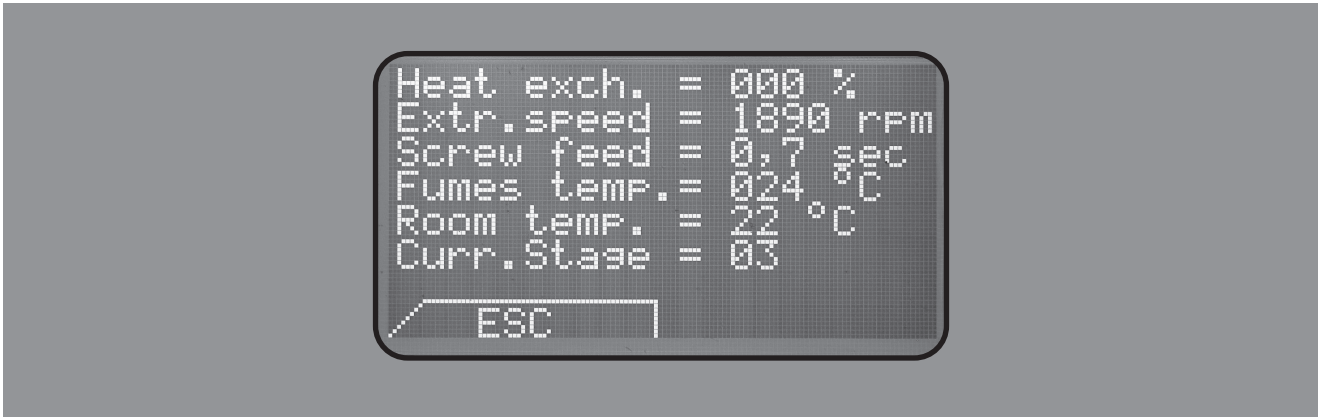 Heat exch. = 000 %
Extr.speed = 1890 rpm
Screw feed = 0,7 sec
Fumes temp.= 024 °C
Room temp. = 22 °C
Curr.Stage = 03
ESC